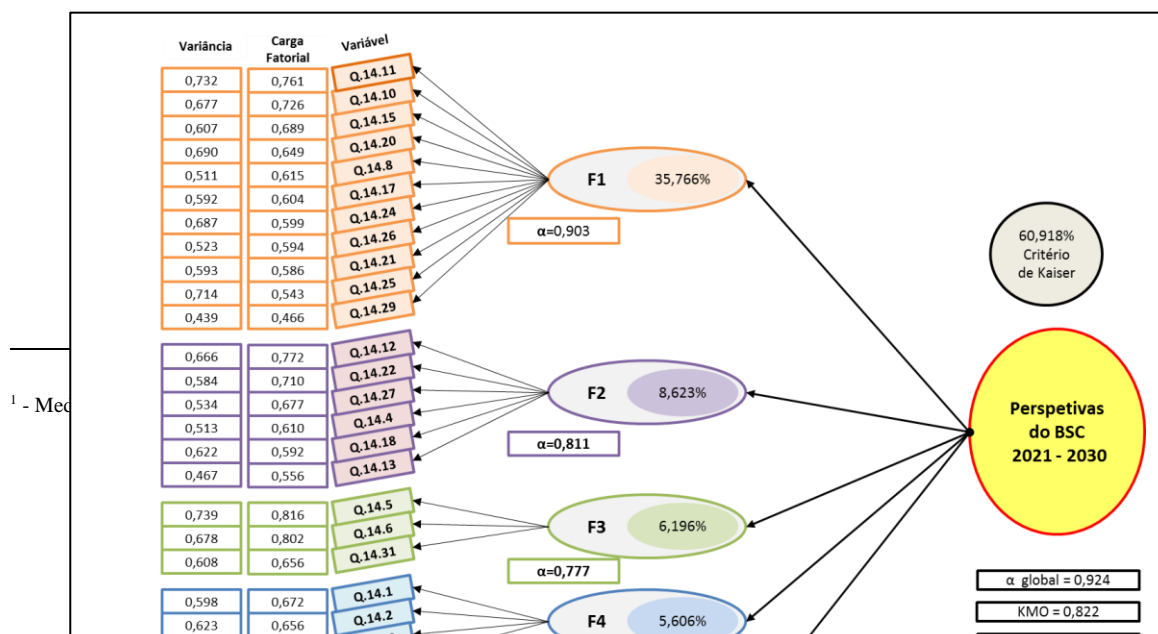 Variância Carga Fatorial Variável
0,732 0,761 Q.14.11
0,677 0,726 Q.14.10
0,607 0,689 Q.14.15
0,690 0,649 Q.14.20
0,511 0,615 Q.14.8
0,592 0,604 Q.14.17
0,687 0,599 Q.14.24
0,523 0,594 Q.14.26
0,593 0,586 Q.14.21
0,714 0,543 Q.14.25
0,439 0,466 Q.14.29
F1 35,766%
α=0,903
60,918%
Critério
de Kaiser
0,666 0,772 Q.14.12
0,584 0,710 Q.14.22
0,534 0,677 Q.14.27
0,513 0,610 Q.14.4
0,622 0,592 Q.14.18
0,467 0,556 Q.14.13
F2 8,623%
α=0,811
1 - Med
Perspetivas
do BSC
2021 - 2030
0,739 0,816 Q.14.5
0,678 0,802 Q.14.6
0,608 0,656 Q.14.31
F3 6,196%
α=0,777
α global = 0,924
KMO = 0,822
0,598 0,672 Q.14.1
0,623 0,656 Q.14.2
F4 5,606%